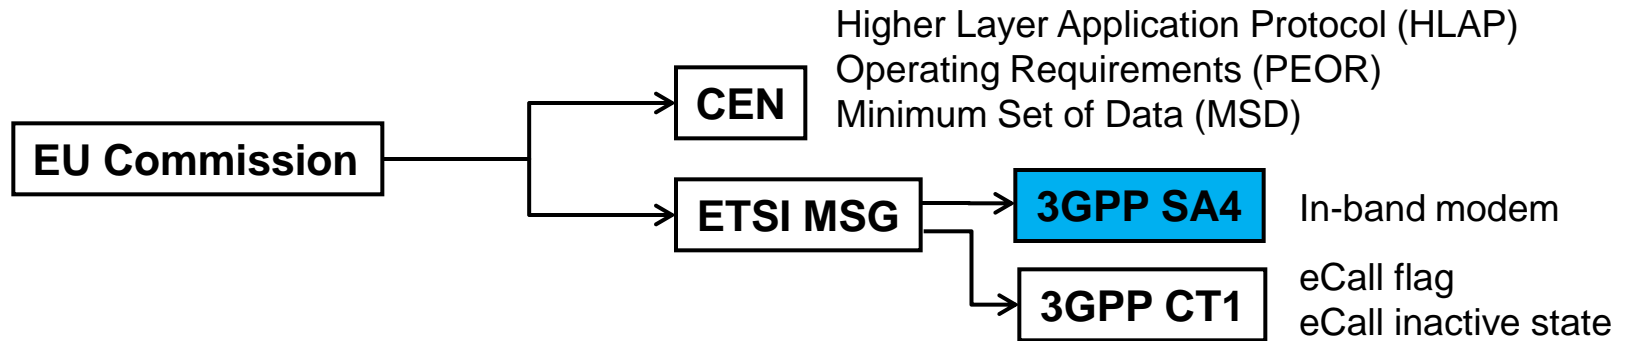 Higher Layer Application Protocol (HLAP)
Operating Requirements (PEOR)
Minimum Set of Data (MSD)
CEN
EU Commission
ETSI MSG
3GPP SA4
In-band modem
3GPP CT1
eCall flag
eCall inactive state